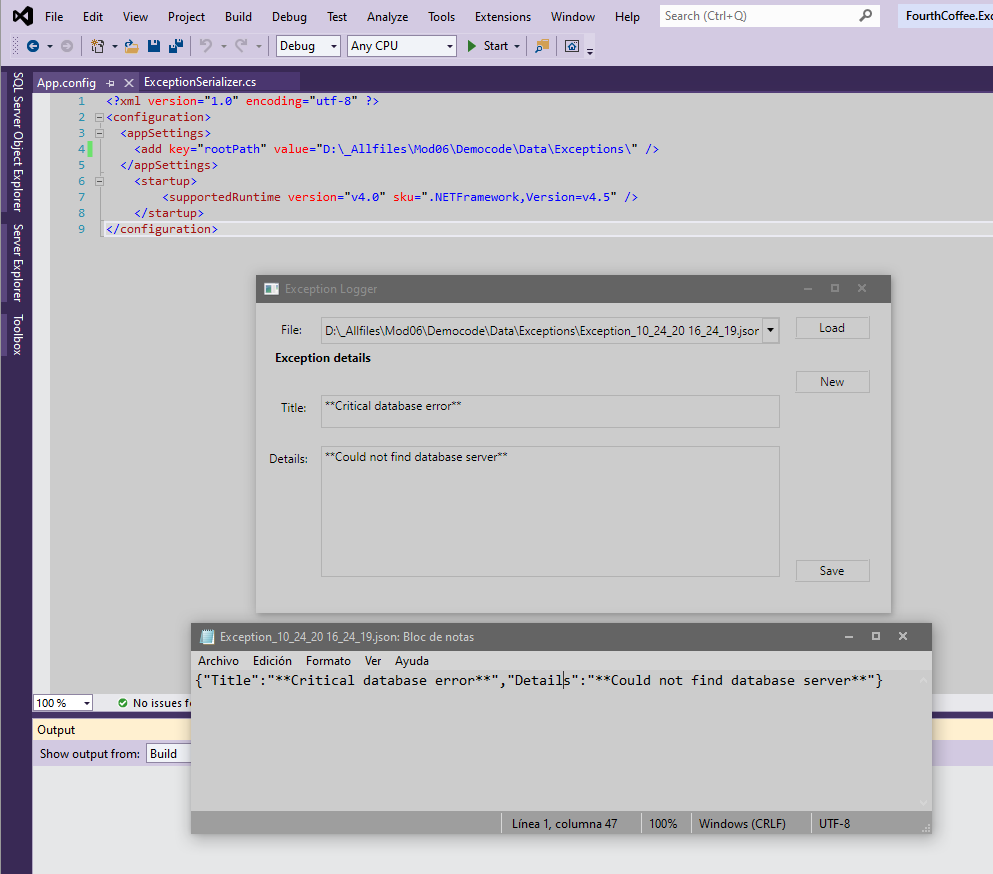 File Edit View Project Build Debug Test Analyze Tools Extensions Window Help Search (Ctrl+Q) FourthCoffee.Exc
Debug Any CPU Start
SQL Server Object Explorer
Server Explorer
Toolbox
App.config ExceptionSerializer.cs
1 <?xml version="1.0" encoding="utf-8" ?>
2 <configuration>
3 <appSettings>
4 <add key="rootPath" value="D:\_Allfiles\Mod06\Democode\Data\Exceptions\" />
5 </appSettings>
6 <startup>
7 <supportedRuntime version="v4.0" sku=".NETFramework,Version=v4.5" />
8 </startup>
9 </configuration>
Exception Logger
File: D:\_Allfiles\Mod06\Democode\Data\Exceptions\Exception_10_24_20 16_24_19.json Load
Exception details
New
Title: **Critical database error**
Details: **Could not find database server**
Save
Exception_10_24_20 16_24_19.json: Bloc de notas
Archivo Edición Formato Ver Ayuda
{"Title":"**Critical database error**","Details":"**Could not find database server**"}
Línea 1, columna 47 100% Windows (CRLF) UTF-8
100 % No issues f
Output
Show output from: Build